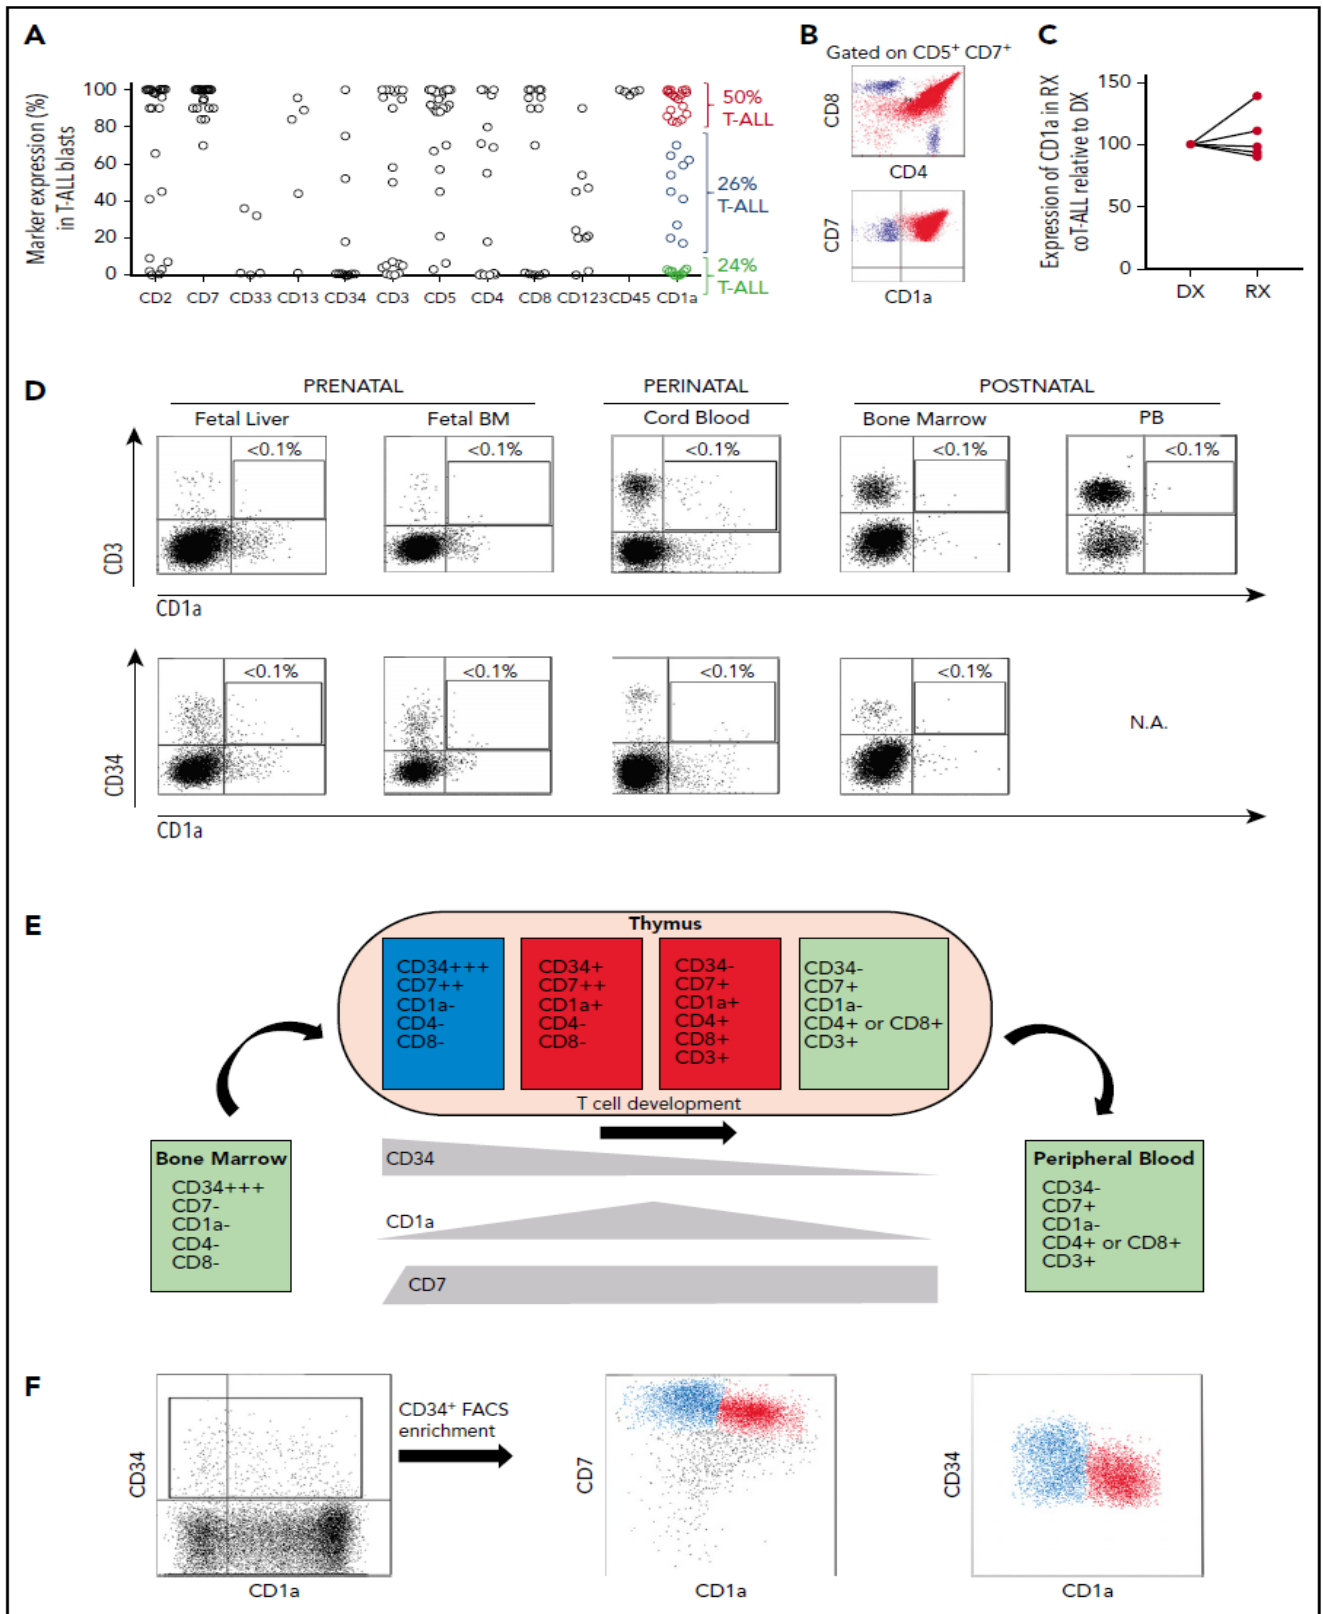 A
Marker expression (%)
in T-ALL blasts
100
80
60
40
20
0
CD2 CD7 CD33 CD13 CD34 CD3 CD5 CD4 CD8 CD123 CD45 CD1a
50%
T-ALL
26%
T-ALL
24%
T-ALL
B
Gated on CD5+ CD7+
CD8
CD4
CD7
CD1a
C
Expression of CD1a in RX
coT-ALL relative to DX
150
100
50
0
DX RX
D
PRENATAL PERINATAL POSTNATAL
Fetal Liver Fetal BM Cord Blood Bone Marrow PB
<0.1% <0.1% <0.1% <0.1% <0.1%
CD3
CD1a
<0.1% <0.1% <0.1% <0.1%
N.A.
CD34
CD1a
E
Thymus
CD34+++
CD7++
CD1a-
CD4-
CD8-
CD34+
CD7++
CD1a+
CD4-
CD8-
CD34-
CD7+
CD1a+
CD4+
CD8+
CD3+
CD34-
CD7+
CD1a-
CD4+ or CD8+
CD3+
T cell development
Bone Marrow
CD34+++
CD7-
CD1a-
CD4-
CD8-
CD34
CD1a
CD7
Peripheral Blood
CD34-
CD7+
CD1a-
CD4+ or CD8+
CD3+
F
CD34
CD1a
CD34+ FACS
enrichment
CD7
CD1a
CD34
CD1a